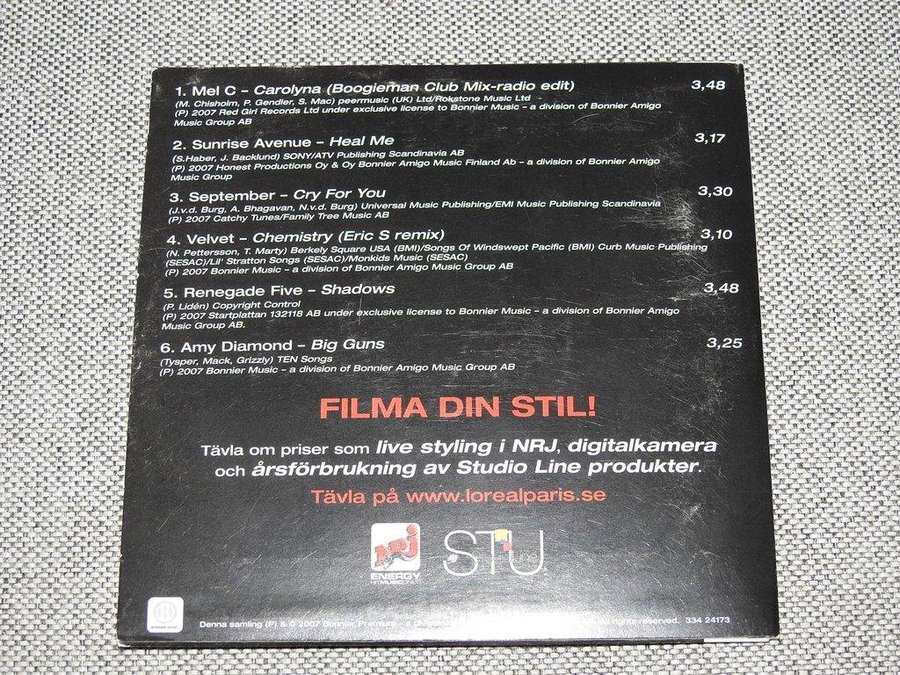 1. Mel C – Carolyna (Boogieman Club Mix-radio edit) 3,48
(M. Chisholm, P. Gendler, S. Mac) peermusic (UK) Ltd/Rokstone Music Ltd
(P) 2007 Red Girl Records Ltd under exclusive license to Bonnier Music – a division of Bonnier Amigo
Music Group AB
2. Sunrise Avenue – Heal Me 3,17
(S.Haber, J. Backlund) SONY/ATV Publishing Scandinavia AB
(P) 2007 Honest Productions Oy & Oy Bonnier Amigo Music Finland Ab – a division of Bonnier Amigo
Music Group
3. September – Cry For You 3,30
(J.v.d. Burg, A. Bhagavan, N.v.d. Burg) Universal Music Publishing/EMI Music Publishing Scandinavia
(P) 2007 Catchy Tunes/Family Tree Music AB
4. Velvet – Chemistry (Eric S remix) 3,10
(N. Pettersson, T. Marty) Berkely Square USA (BMI)/Songs Of Windswept Pacific (BMI) Curb Music Publishing
(SESAC)/Lil' Stratton Songs (SESAC)/Monkids Music (SESAC)
(P) 2007 Bonnier Music – a division of Bonnier Amigo Music Group AB
5. Renegade Five – Shadows 3,48
(P. Lidén) Copyright Control
(P) 2007 Startplattan 132118 AB under exclusive license to Bonnier Music – a division of Bonnier Amigo
Music Group AB.
6. Amy Diamond – Big Guns 3,25
(Tysper, Mack, Grizzly) TEN Songs
(P) 2007 Bonnier Music – a division of Bonnier Amigo Music Group AB
FILMA DIN STIL!
Tävla om priser som live styling i NRJ, digitalkamera
och årsförbrukning av Studio Line produkter.
Tävla på www.lorealparis.se
NRJ
ENERGY
STU
Denna samling (P) & © 2007 Bonnier Premium – a division rights reserved. 334 24173